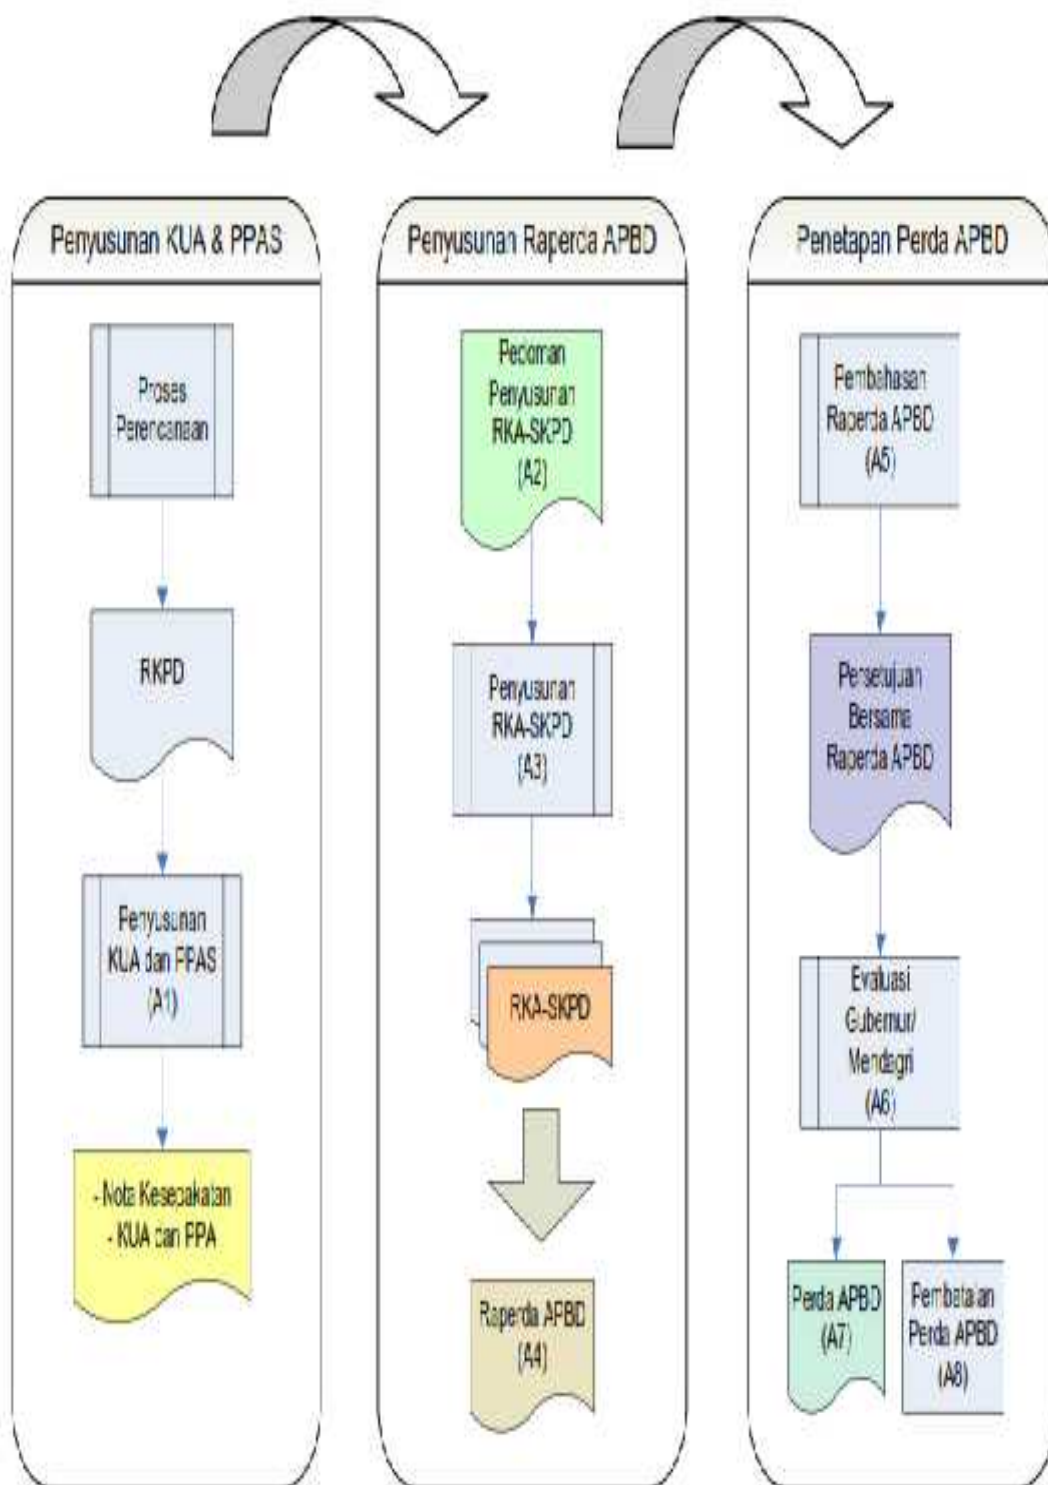 Penyusunan KUA & PPAS
Proses
Perencanaan
RKPD
Penyusunan
KUA dan PPAS
(A1)
- Nota Kesepakatan
- KUA dan PPA
Penyusunan Raperda APBD
Pedoman
Penyusunan
RKA-SKPD
(A2)
Penyusunan
RKA-SKPD
(A3)
RKA-SKPD
Raperda APBD
(A4)
Penetapan Perda APBD
Pembahasan
Raperda APBD
(A5)
Persetujuan
Bersama
Raperda APBD
Evaluasi
Gubernur/
Mendagri
(A6)
Perda APBD
(A7)
Pembatalan
Perda APBD
(A8)